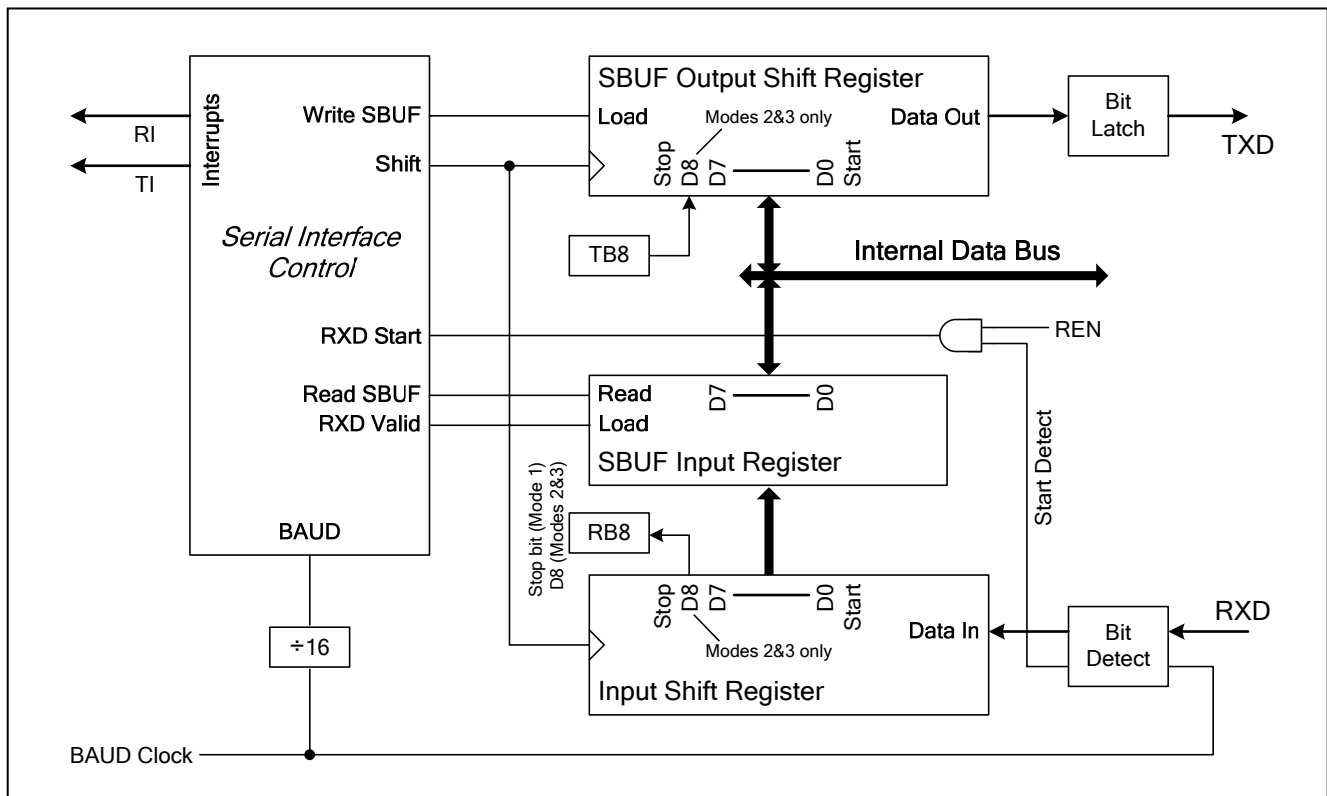 SBUF Output Shift Register
Write SBUF
Load
Modes 2&3 only
Data Out
Bit
Latch
TXD
RI
TI
Interrupts
Shift
Stop
D8
D7
D0
Start
Serial Interface
Control
TB8
Internal Data Bus
RXD Start
REN
Read SBUF
Read
D7
D0
RXD Valid
Load
SBUF Input Register
Start Detect
Stop bit (Mode 1)
D8 (Modes 2&3)
BAUD
RB8
Stop
D8
D7
D0
Start
RXD
Data In
Bit
Detect
Modes 2&3 only
÷16
Input Shift Register
BAUD Clock